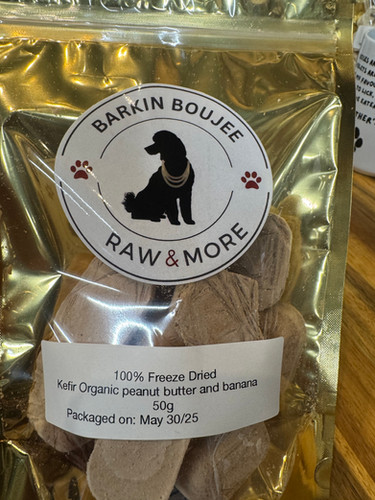 BARKIN BOUJEE
RAW & MORE
100% Freeze Dried
Kefir Organic peanut butter and banana
50g
Packaged on: May 30/25